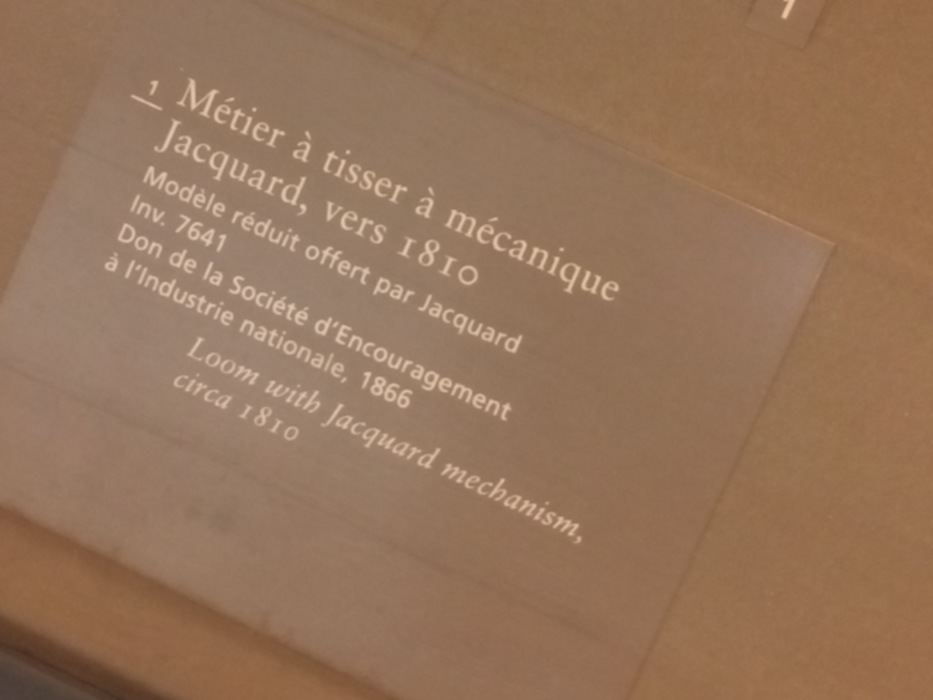 1
1 Métier à tisser à mécanique
Jacquard, vers 1810
Modèle réduit offert par Jacquard
Inv. 7641
Don de la Société d'Encouragement
à l'Industrie nationale, 1866
Loom with Jacquard mechanism,
circa 1810